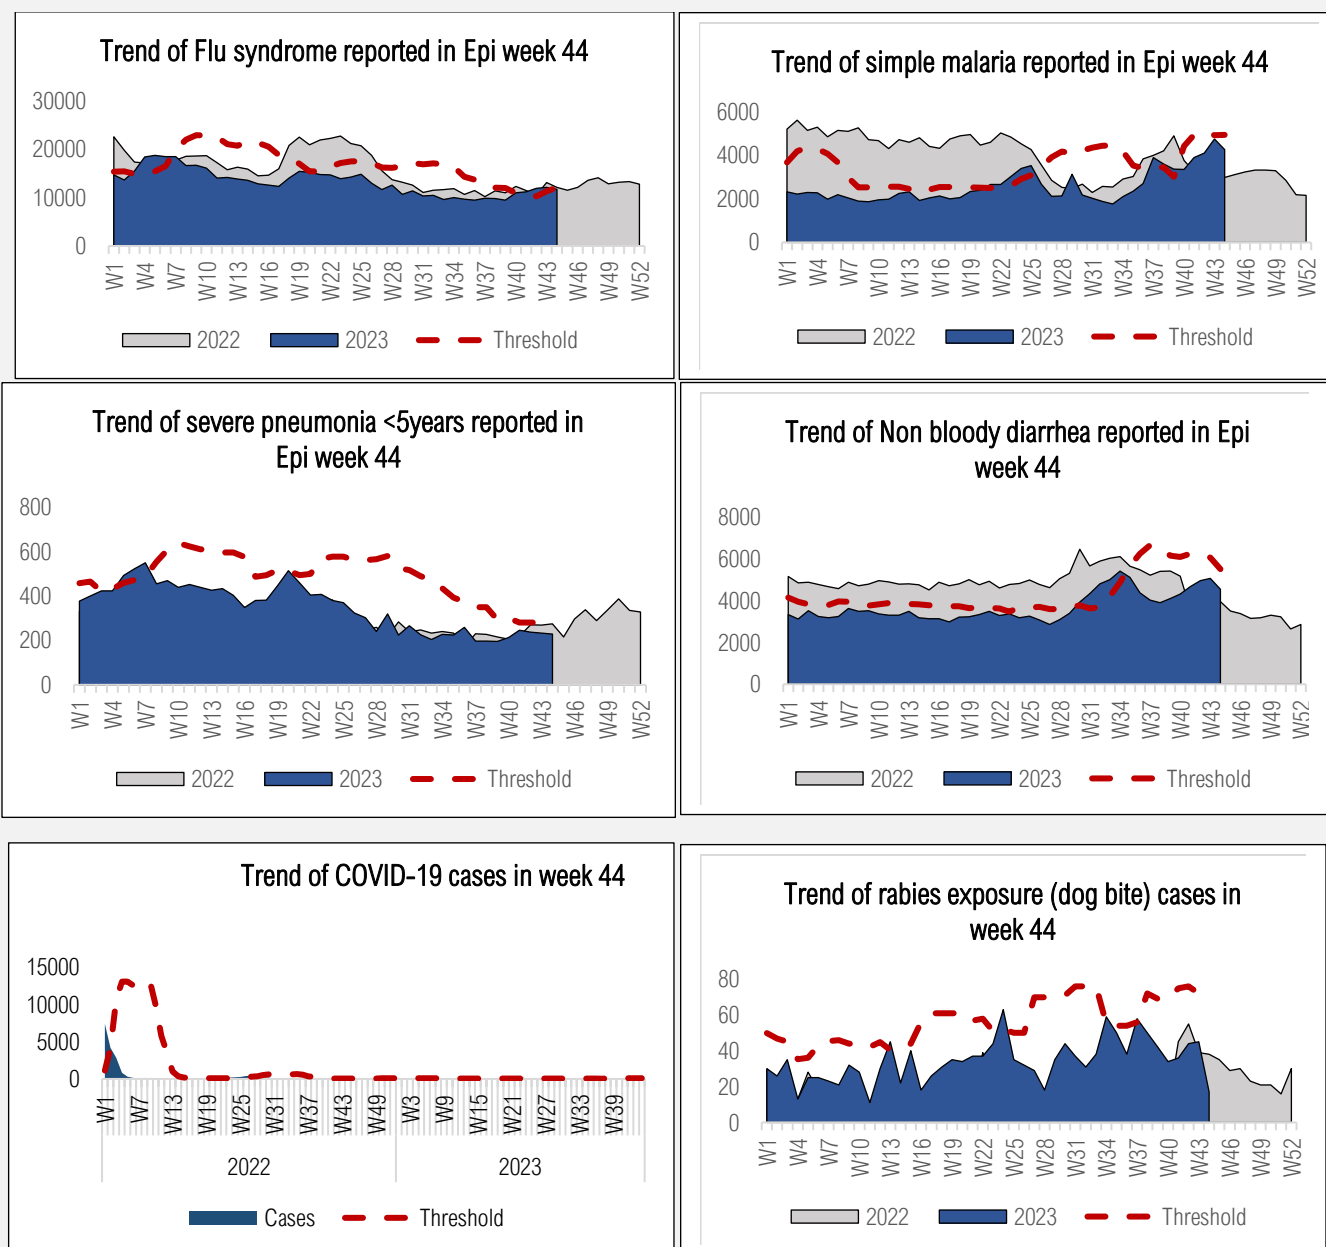 Trend of Flu syndrome reported in Epi week 44
30000
20000
10000
0
W1 W4 W7 W10 W13 W16 W19 W22 W25 W28 W31 W34 W37 W40 W43 W46 W49 W52
2022 2023 Threshold
Trend of simple malaria reported in Epi week 44
6000
4000
2000
0
W1 W4 W7 W10 W13 W16 W19 W22 W25 W28 W31 W34 W37 W40 W43 W46 W49 W52
2022 2023 Threshold
Trend of severe pneumonia <5years reported in
Epi week 44
800
600
400
200
0
W1 W4 W7 W10 W13 W16 W19 W22 W25 W28 W31 W34 W37 W40 W43 W46 W49 W52
2022 2023 Threshold
Trend of Non bloody diarrhea reported in Epi
week 44
8000
6000
4000
2000
0
W1 W4 W7 W10 W13 W16 W19 W22 W25 W28 W31 W34 W37 W40 W43 W46 W49 W52
2022 2023 Threshold
Trend of COVID-19 cases in week 44
15000
10000
5000
0
W1 W7 W13 W19 W25 W31 W37 W43 W49 W3 W9 W15 W21 W27 W33 W39
2022 2023
Cases Threshold
Trend of rabies exposure (dog bite) cases in
week 44
80
60
40
20
0
W1 W4 W7 W10 W13 W16 W19 W22 W25 W28 W31 W34 W37 W40 W43 W46 W49 W52
2022 2023 Threshold